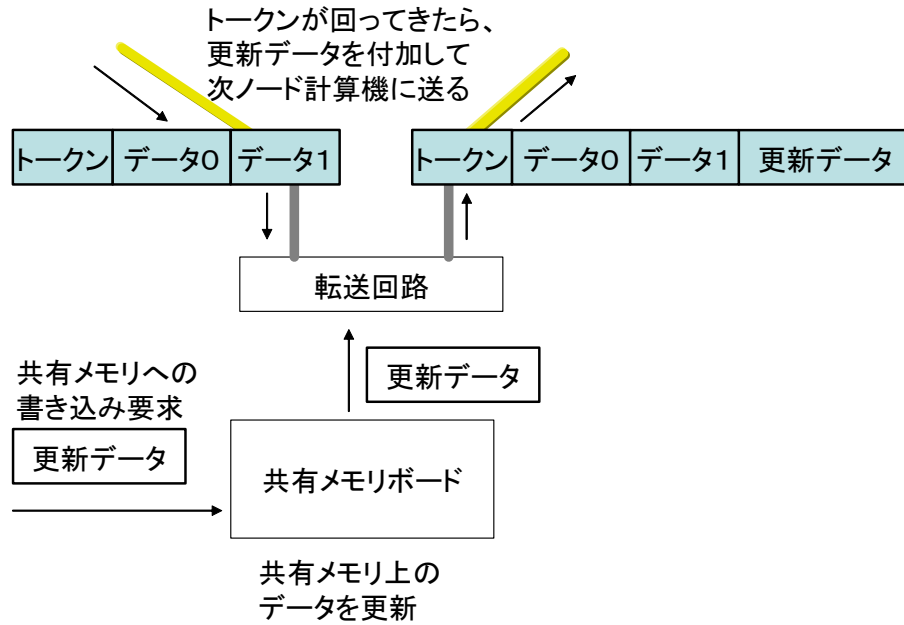 トークンが回ってきたら、
更新データを付加して
次ノード計算機に送る
トークン データ0 データ1
トークン データ0 データ1 更新データ
転送回路
更新データ
共有メモリへの
書き込み要求
更新データ
共有メモリボード
共有メモリ上の
データを更新